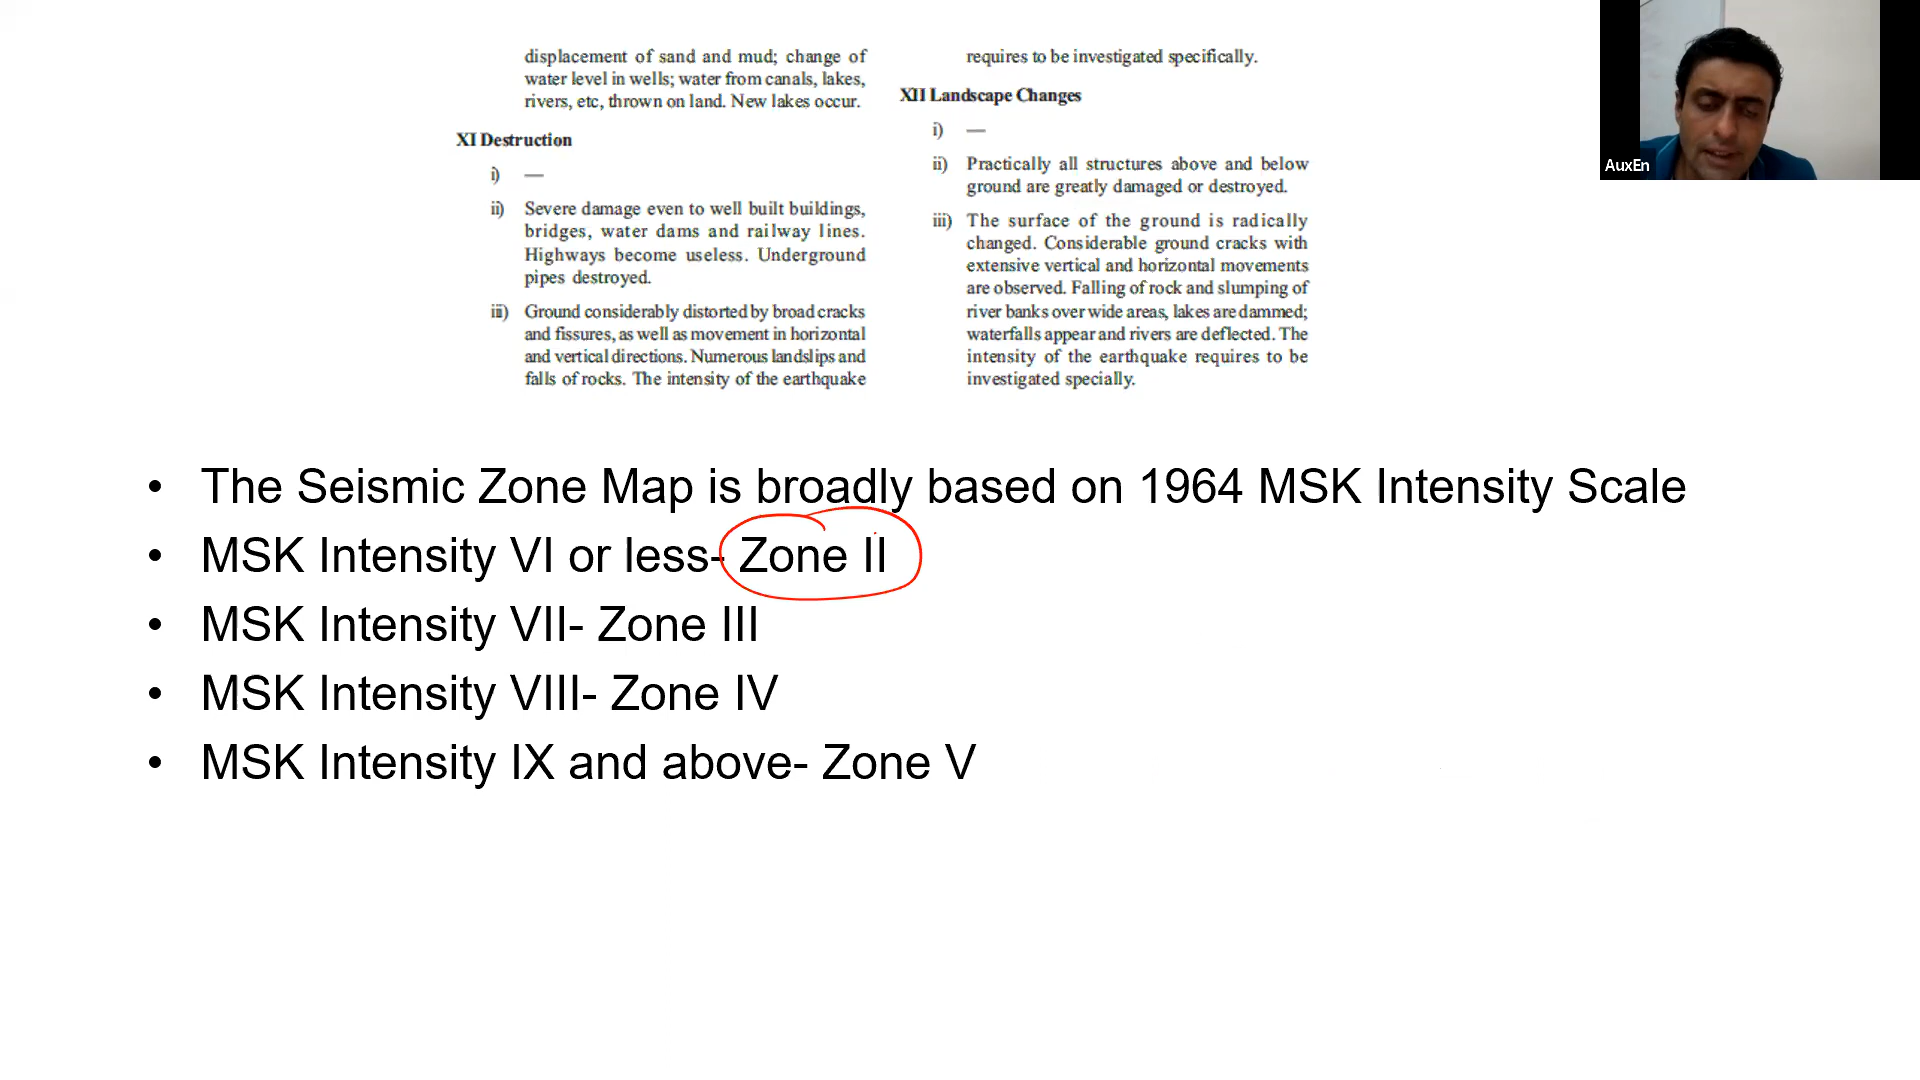 displacement of sand and mud; change of
water level in wells; water from canals, lakes,
rivers, etc, thrown on land. New lakes occur.
XI Destruction
i) —
ii) Severe damage even to well built buildings,
bridges, water dams and railway lines.
Highways become useless. Underground
pipes destroyed.
iii) Ground considerably distorted by broad cracks
and fissures, as well as movement in horizontal
and vertical directions. Numerous landslips and
falls of rocks. The intensity of the earthquake
requires to be investigated specifically.
XII Landscape Changes
i) —
ii) Practically all structures above and below
ground are greatly damaged or destroyed.
iii) The surface of the ground is radically
changed. Considerable ground cracks with
extensive vertical and horizontal movements
are observed. Falling of rock and slumping of
river banks over wide areas, lakes are dammed;
waterfalls appear and rivers are deflected. The
intensity of the earthquake requires to be
investigated specially.
AuxEn
• The Seismic Zone Map is broadly based on 1964 MSK Intensity Scale
• MSK Intensity VI or less- Zone II
• MSK Intensity VII- Zone III
• MSK Intensity VIII- Zone IV
• MSK Intensity IX and above- Zone V